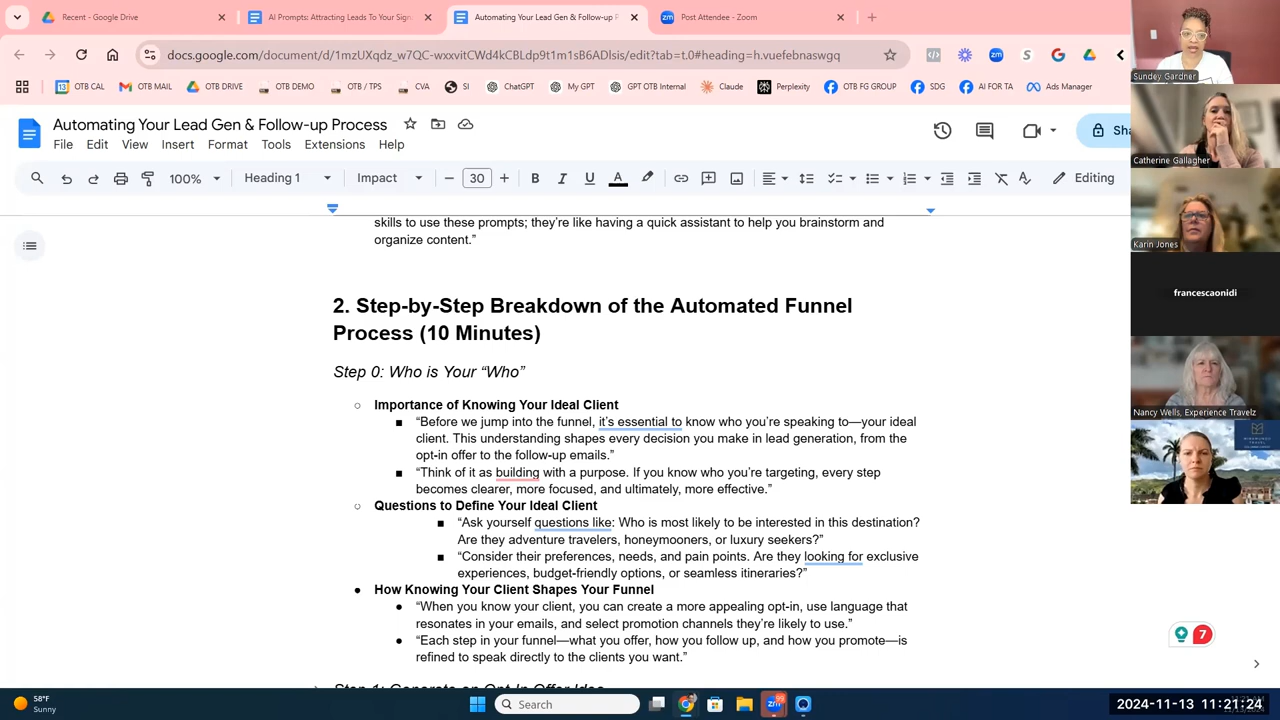 Recent - Google Drive
AI Prompts: Attracting Leads To Your Sign
Automating Your Lead Gen & Follow-up P
Post Attendee - Zoom
docs.google.com/document/d/1mzUXqdz_w7QC-wxvitCWf4kCBLdp9t1m1sB6ADlsis/edit?tab=t.0#heading=h.vuefebnaswgq
OTB CAL
OTB MAIL
OTB DRIVE
OTB DEMO
OTB / TPS
CVA
ChatGPT
My GPT
GPT OTB Internal
Claude
Perplexity
OTB FG GROUP
SDG
AI FOR TA
Ads Manager
Automating Your Lead Gen & Follow-up Process
File Edit View Insert Format Tools Extensions Help
Sha
100% Heading 1 Impact 30 B I U A Editing
skills to use these prompts; they're like having a quick assistant to help you brainstorm and
organize content.”
2. Step-by-Step Breakdown of the Automated Funnel
Process (10 Minutes)
Step 0: Who is Your “Who”
Importance of Knowing Your Ideal Client
“Before we jump into the funnel, it’s essential to know who you’re speaking to—your ideal
client. This understanding shapes every decision you make in lead generation, from the
opt-in offer to the follow-up emails.”
“Think of it as building with a purpose. If you know who you’re targeting, every step
becomes clearer, more focused, and ultimately, more effective.”
Questions to Define Your Ideal Client
“Ask yourself questions like: Who is most likely to be interested in this destination?
Are they adventure travelers, honeymooners, or luxury seekers?”
“Consider their preferences, needs, and pain points. Are they looking for exclusive
experiences, budget-friendly options, or seamless itineraries?”
How Knowing Your Client Shapes Your Funnel
“When you know your client, you can create a more appealing opt-in, use language that
resonates in your emails, and select promotion channels they’re likely to use.”
“Each step in your funnel—what you offer, how you follow up, and how you promote—is
refined to speak directly to the clients you want.”
Step 1: Generate an Opt-In Offer Idea
7
Sundey Gardner
Catherine Gallagher
Karin Jones
francescaonidi
Nancy Wells, Experience Travelz
58°F
Sunny
Search
99
2024-11-13 11:21:24